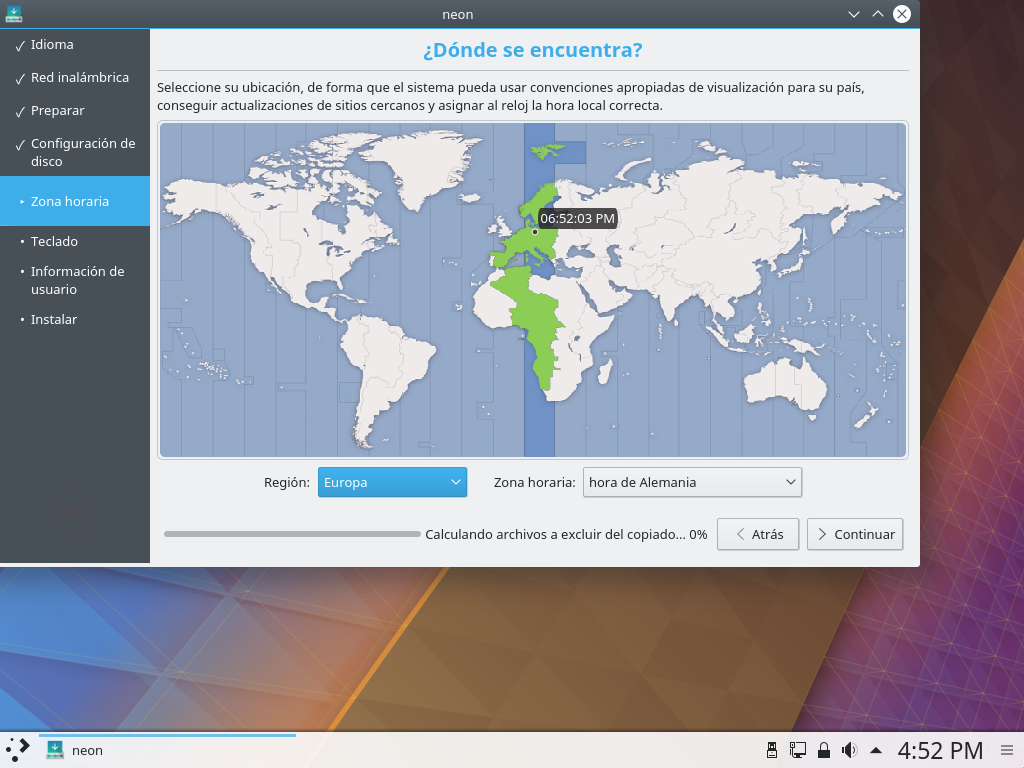 neon
✓ Idioma
✓ Red inalámbrica
✓ Preparar
✓ Configuración de
disco
▸ Zona horaria
• Teclado
• Información de
usuario
• Instalar
¿Dónde se encuentra?
Seleccione su ubicación, de forma que el sistema pueda usar convenciones apropiadas de visualización para su país,
conseguir actualizaciones de sitios cercanos y asignar al reloj la hora local correcta.
06:52:03 PM
Región: Europa Zona horaria: hora de Alemania
Calculando archivos a excluir del copiado... 0% Atrás Continuar
neon 4:52 PM